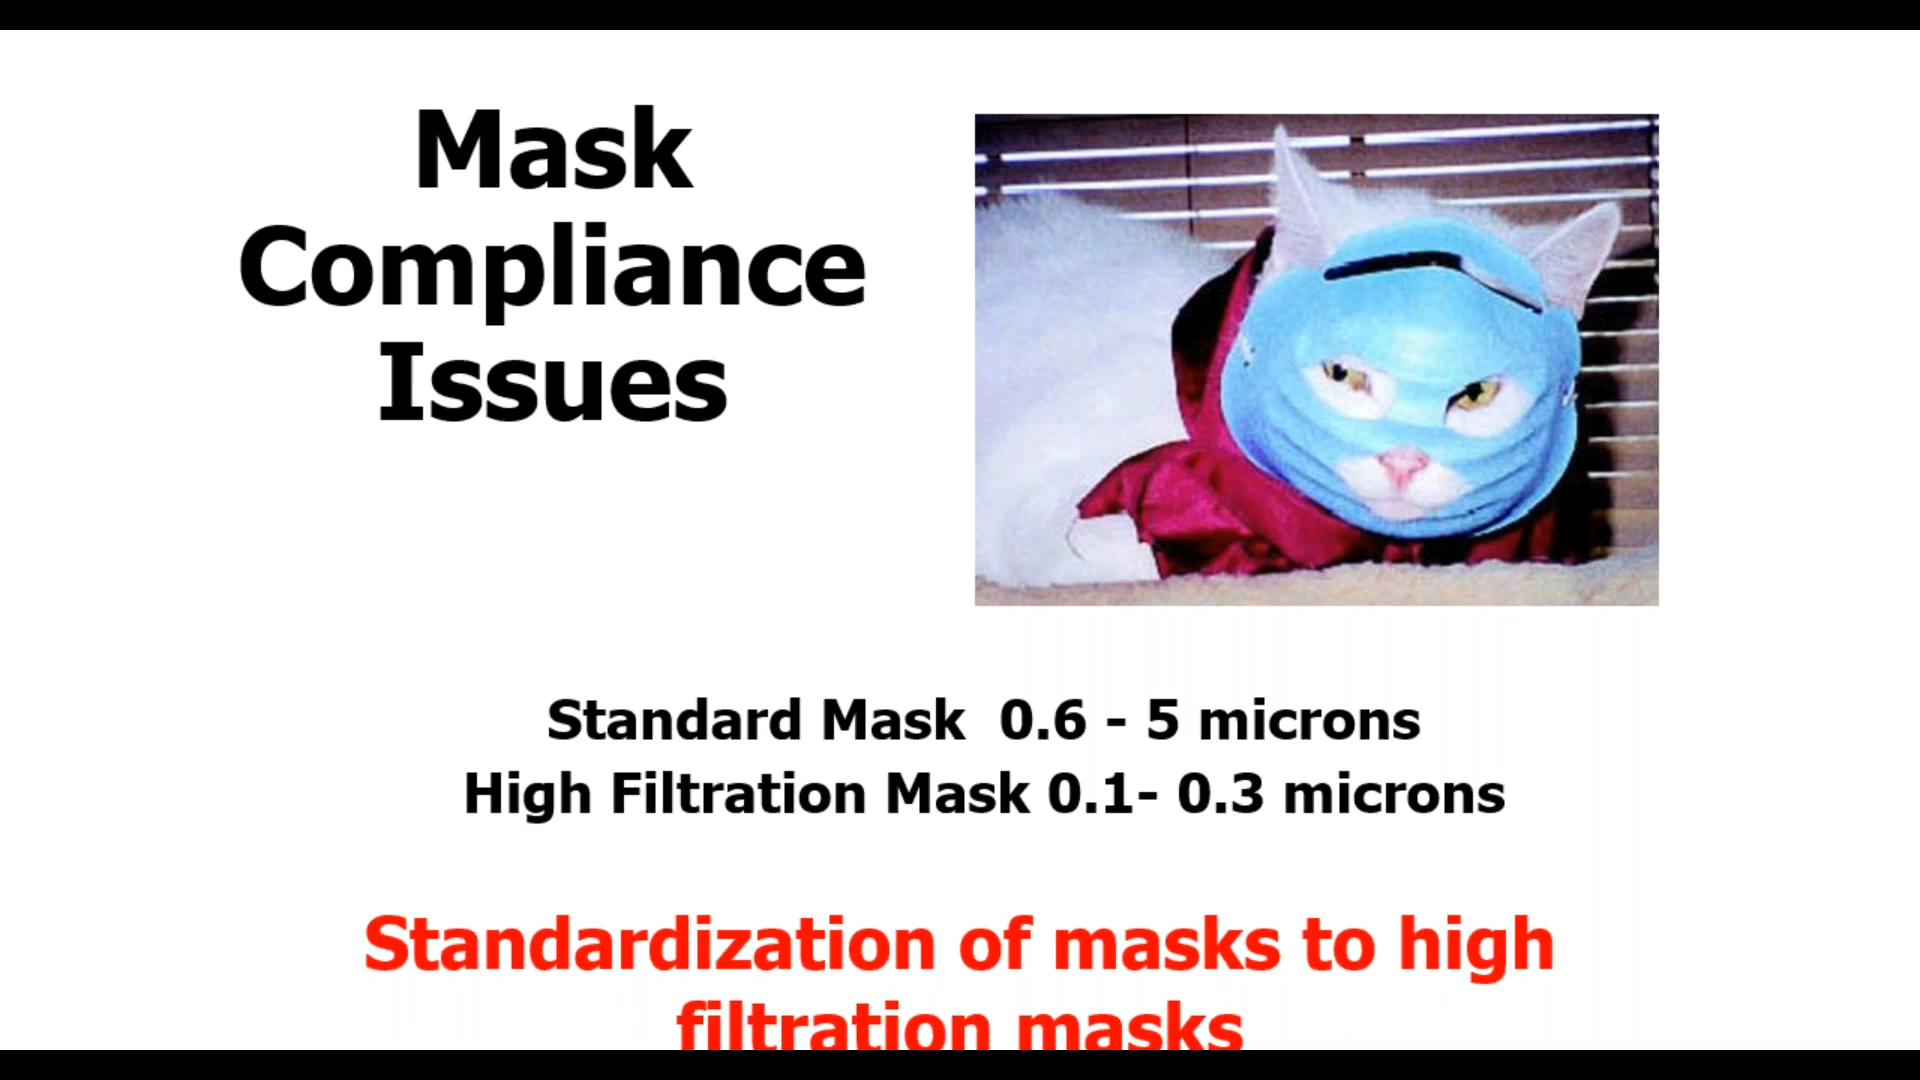 Mask
Compliance
Issues
Standard Mask  0.6 - 5 microns
High Filtration Mask 0.1- 0.3 microns
Standardization of masks to high
filtration masks